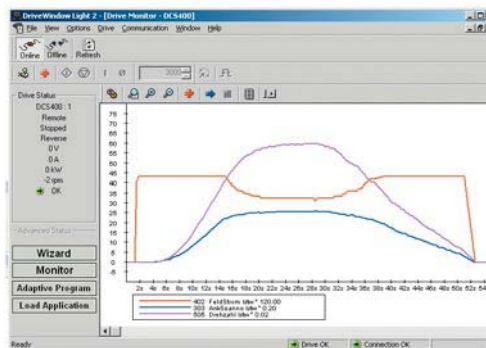 DriveWindow Light 2 - [Drive Monitor - DCS400]
File View Options Drive Communication Window Help
Online Offline Refresh
3000
Drive Status
DCS400 : 1
Remote
Stopped
Reverse
0 V
0 A
0 kW
-2 rpm
OK
Advanced Status
Wizard
Monitor
Adaptive Program
Load Application
75
70
65
60
55
50
45
40
35
30
25
20
15
10
5
0
-5
2s 4s 6s 8s 10s 12s 14s 16s 18s 20s 22s 24s 26s 28s 30s 32s 34s 36s 38s 40s 42s 44s 46s 48s 50s 52s 54s
402 FeldStrom
120.00
303
0.20
505 Drehzahl
0.02
Ready Drive OK Connection OK